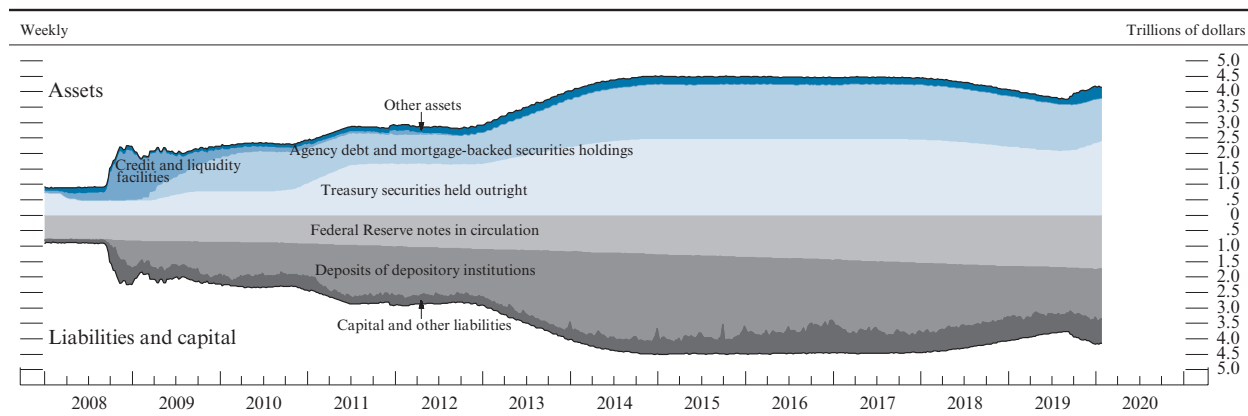 Weekly
Trillions of dollars
Assets
Other assets
Credit and liquidity
facilities
Agency debt and mortgage-backed securities holdings
Treasury securities held outright
Federal Reserve notes in circulation
Deposits of depository institutions
Capital and other liabilities
Liabilities and capital
5.0
4.5
4.0
3.5
3.0
2.5
2.0
1.5
1.0
.5
0
.5
1.0
1.5
2.0
2.5
3.0
3.5
4.0
4.5
5.0
2008 2009 2010 2011 2012 2013 2014 2015 2016 2017 2018 2019 2020